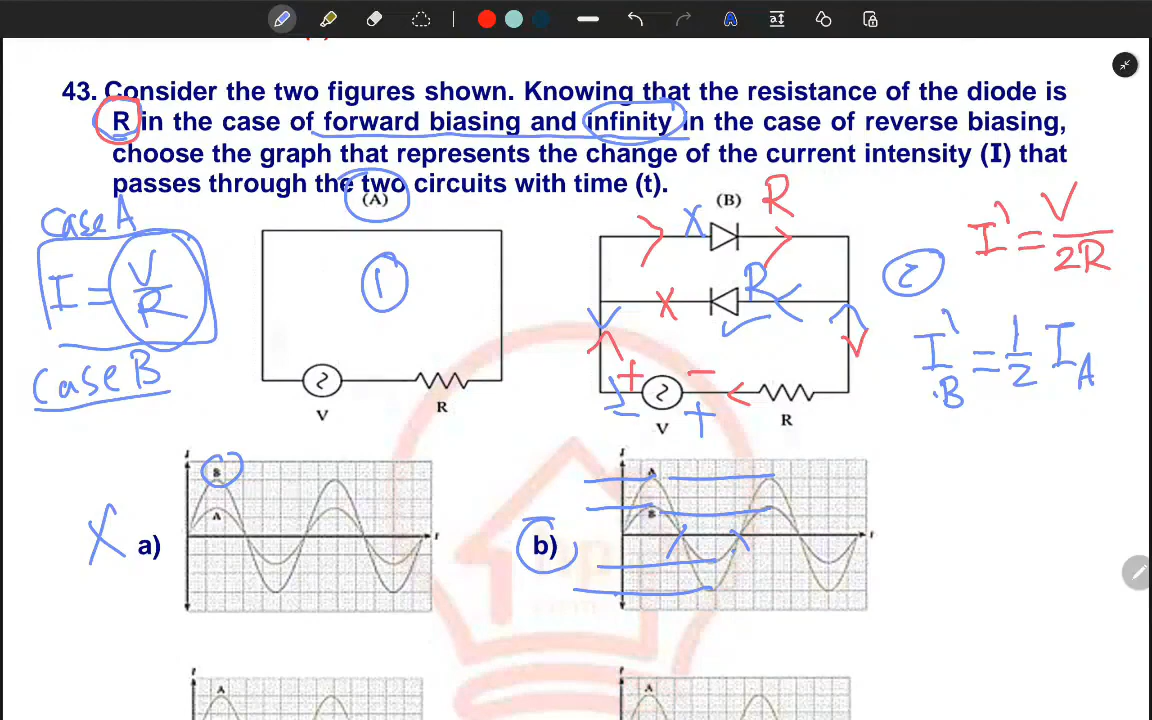 43. Consider the two figures shown. Knowing that the resistance of the diode is
R in the case of forward biasing and infinity in the case of reverse biasing,
choose the graph that represents the change of the current intensity (I) that
passes through the two circuits with time (t).
(A)
(B)
Case A
I = V/R
Case B
1
V
R
X
R
R
X
+
-
-
+
V
R
2
I' = V/2R
I'B = 1/2 IA
X
a)
I
B
A
t
b)
I
A
B
t
I
A
I
A